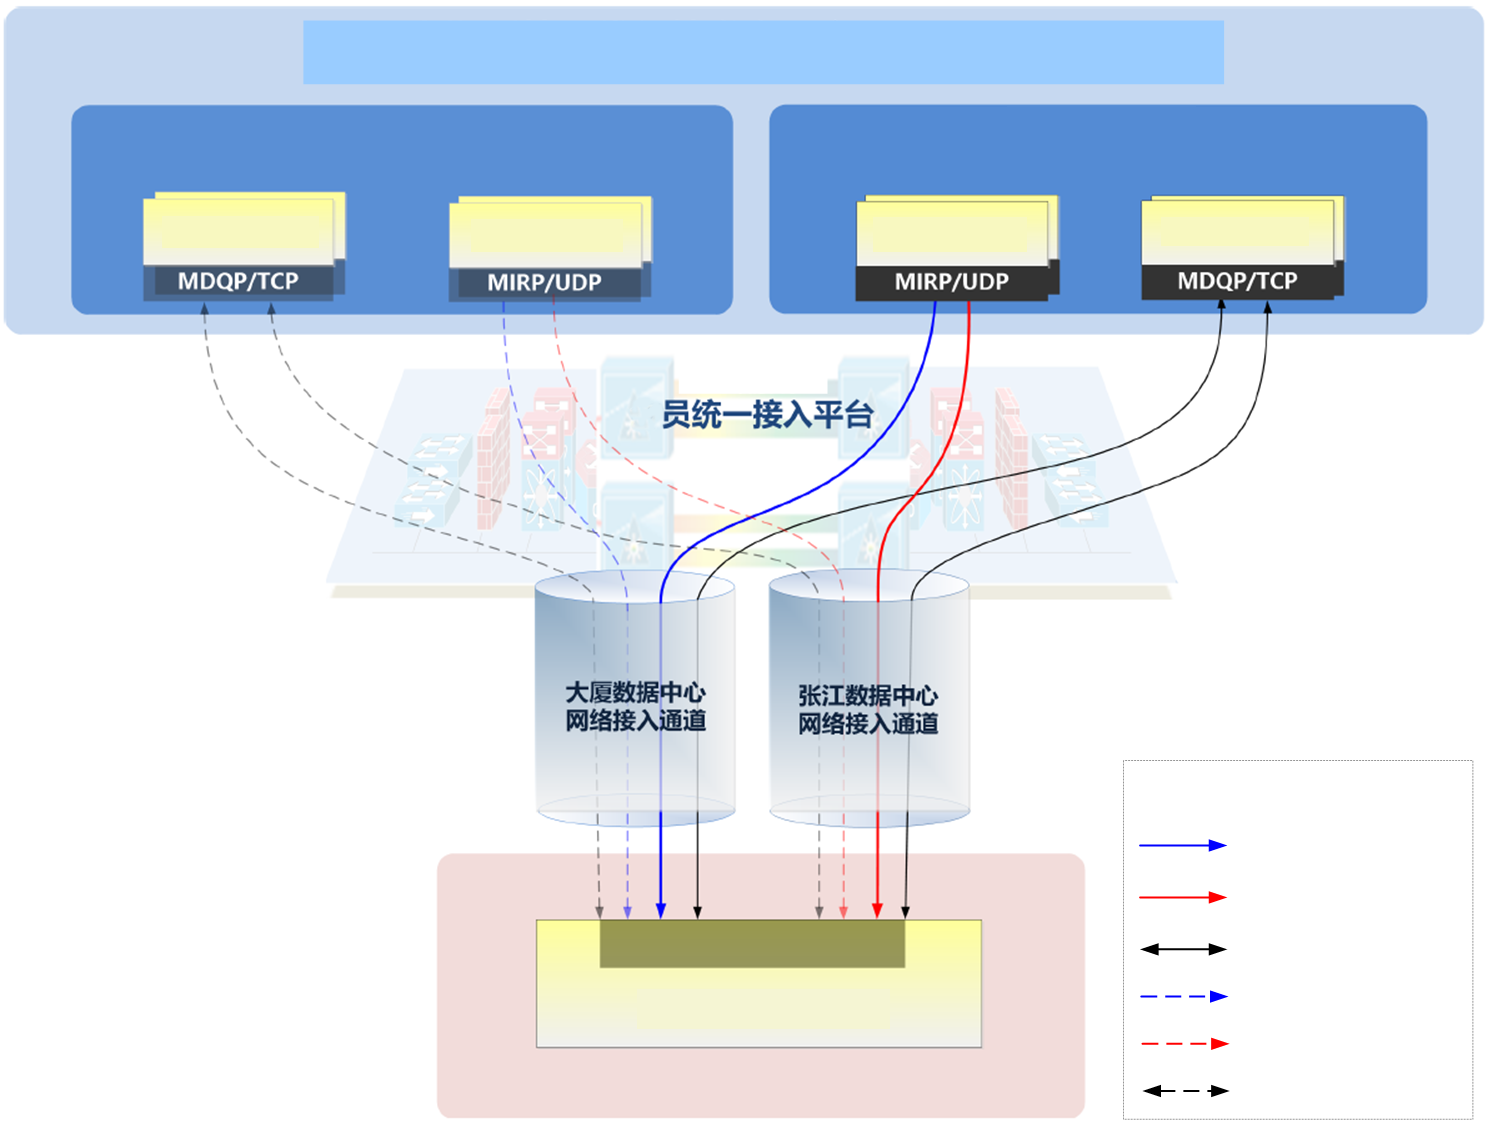 MDQP/TCP
MIRP/UDP
MIRP/UDP
MDQP/TCP
员统一接入平台
大厦数据中心
网络接入通道
张江数据中心
网络接入通道